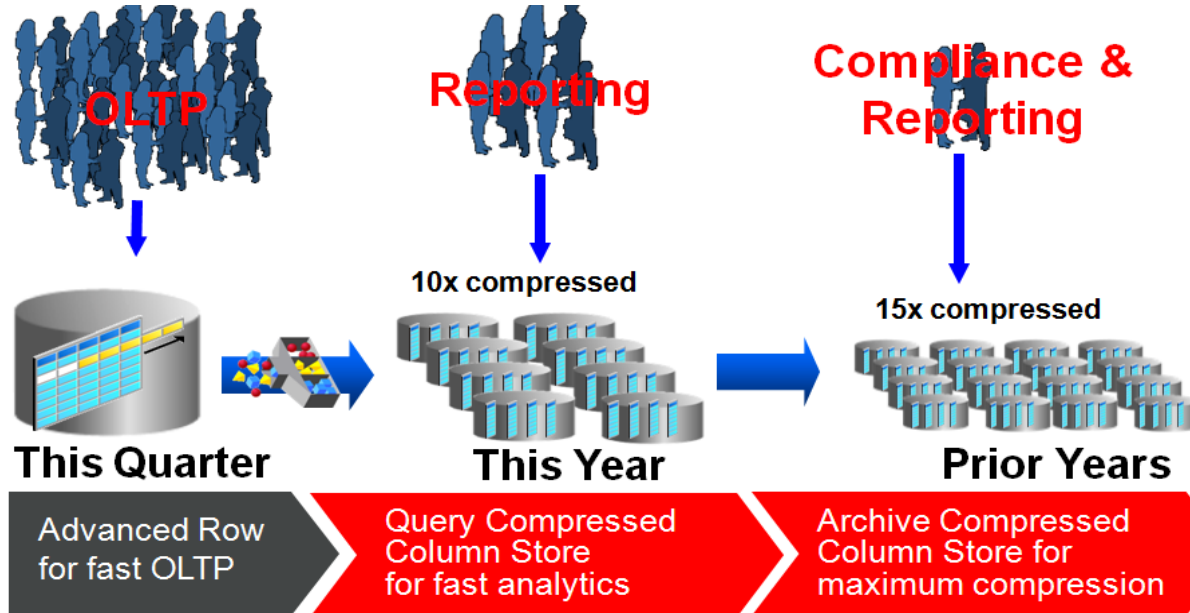 OLTP
Reporting
Compliance &
Reporting
10x compressed
15x compressed
This Quarter
This Year
Prior Years
Advanced Row
for fast OLTP
Query Compressed
Column Store
for fast analytics
Archive Compressed
Column Store for
maximum compression